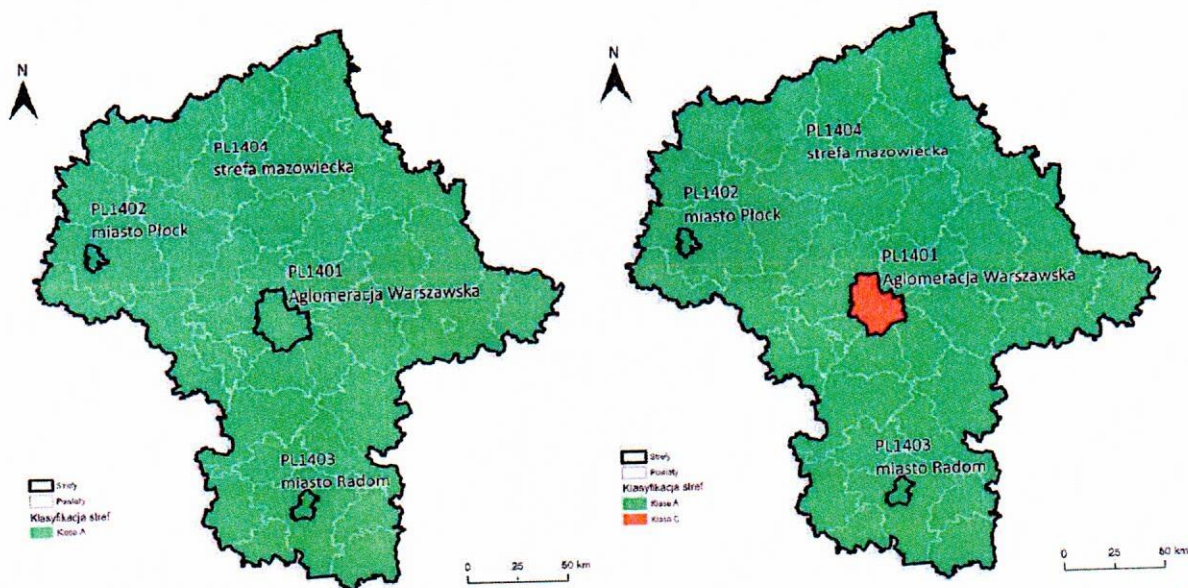 N
PL1404
strefa mazowiecka
PL1402
miasto Płock
PL1401
Aglomeracja Warszawska
PL1403
miasto Radom
Strefy
Powiaty
Klasyfikacja stref
Klasa A
0 25 50 km
N
PL1404
strefa mazowiecka
PL1402
miasto Płock
PL1401
Aglomeracja Warszawska
PL1403
miasto Radom
Strefy
Powiaty
Klasyfikacja stref
Klasa A
Klasa C
0 25 50 km